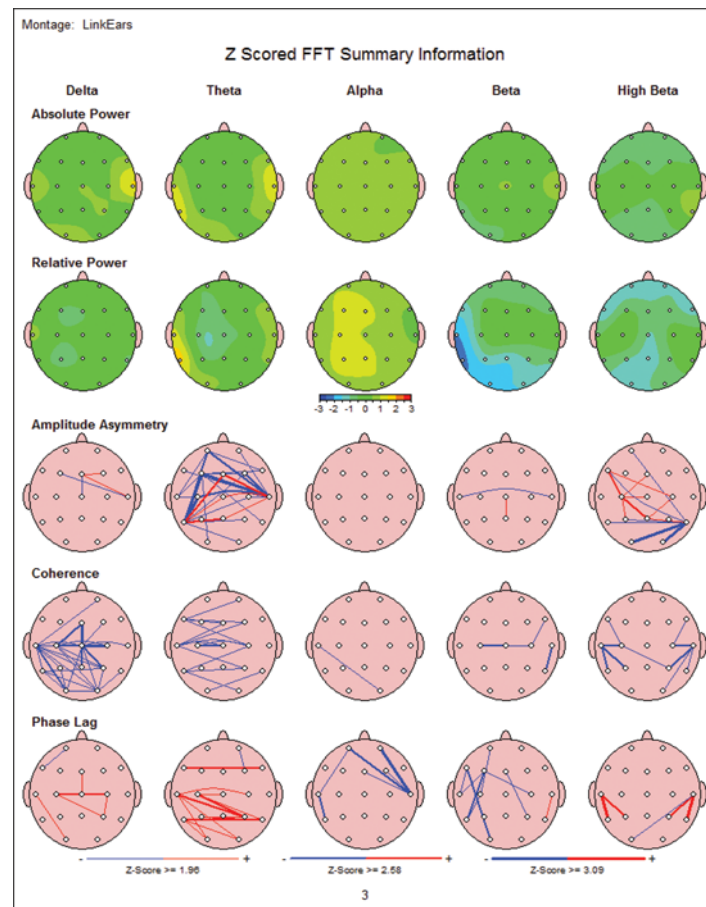 Montage: LinkEars
Z Scored FFT Summary Information
Delta Theta Alpha Beta High Beta
Absolute Power
Relative Power
-3 -2 -1 0 1 2 3
Amplitude Asymmetry
Coherence
Phase Lag
- + - + - +
Z-Score >= 1.96 Z-Score >= 2.58 Z-Score >= 3.09
3